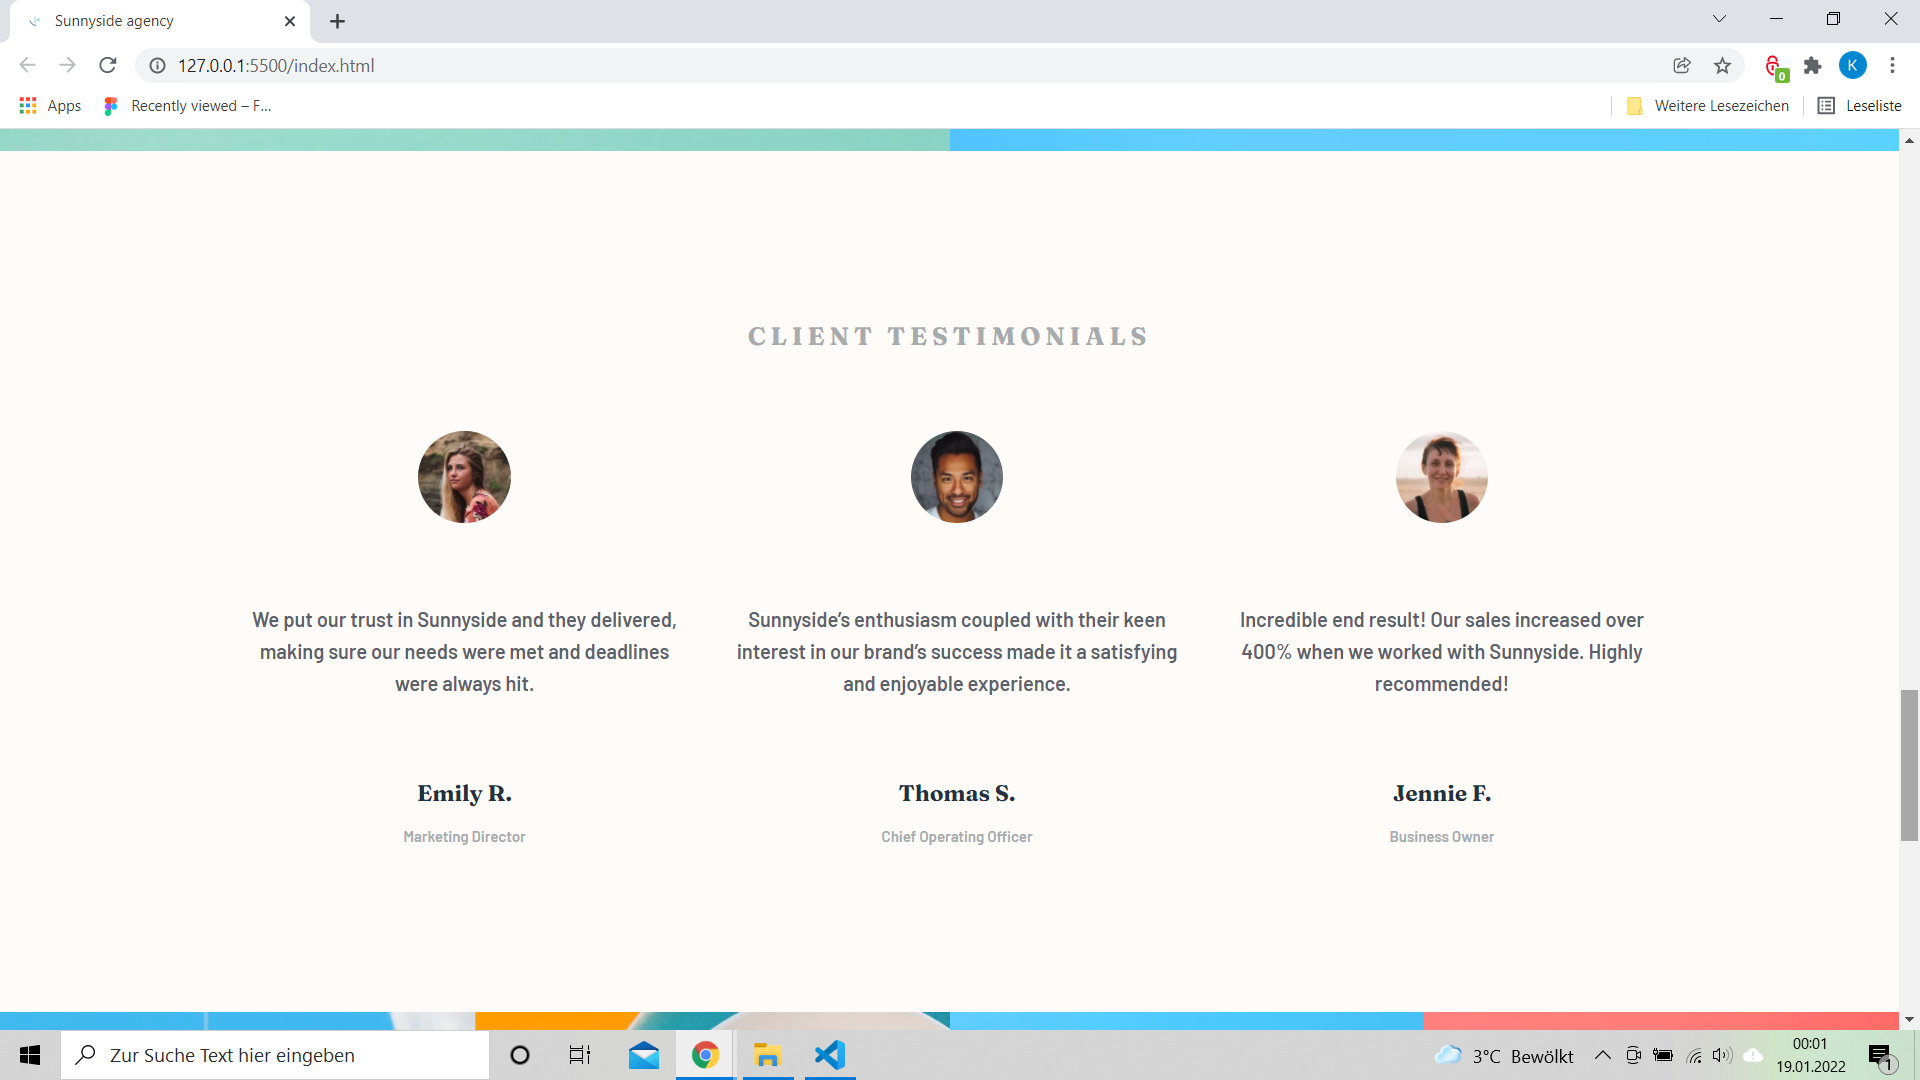 Sunnyside agency
127.0.0.1:5500/index.html
K
0
Apps
Recently viewed – F...
Weitere Lesezeichen
Leseliste
CLIENT TESTIMONIALS
We put our trust in Sunnyside and they delivered,
making sure our needs were met and deadlines
were always hit.
Emily R.
Marketing Director
Sunnyside’s enthusiasm coupled with their keen
interest in our brand’s success made it a satisfying
and enjoyable experience.
Thomas S.
Chief Operating Officer
Incredible end result! Our sales increased over
400% when we worked with Sunnyside. Highly
recommended!
Jennie F.
Business Owner
Zur Suche Text hier eingeben
3°C Bewölkt
00:01
19.01.2022
1